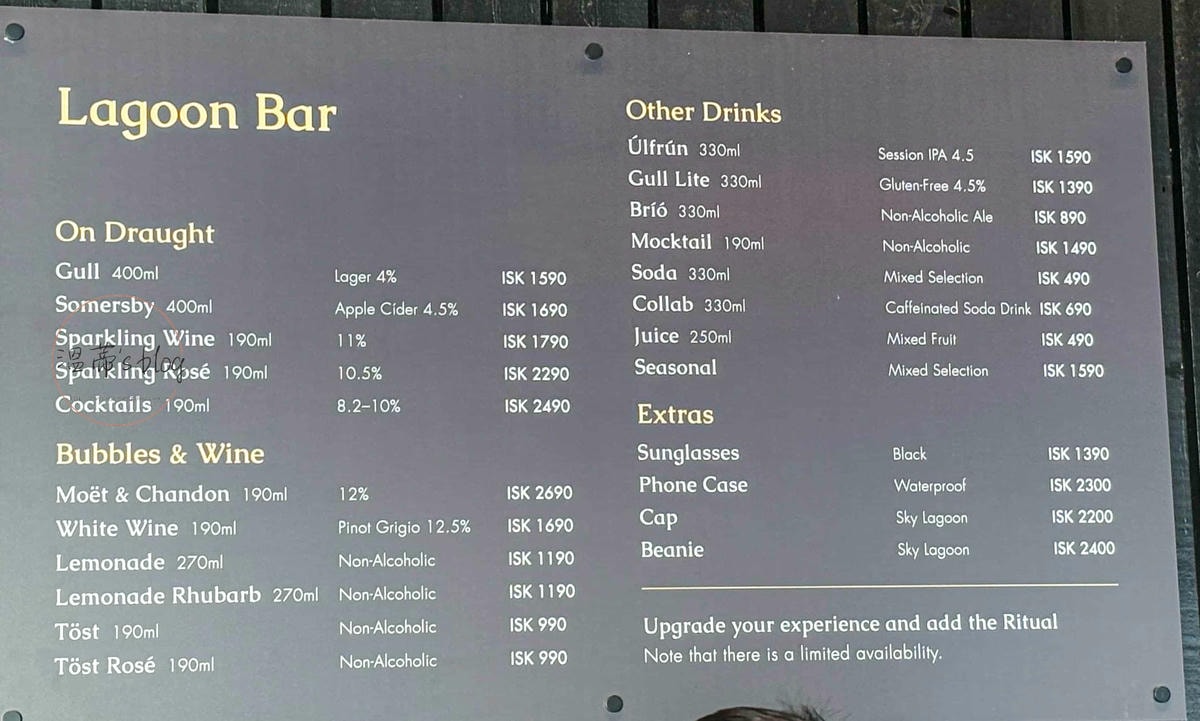 Lagoon Bar
On Draught
Gull 400ml Lager 4% ISK 1590
Somersby 400ml Apple Cider 4.5% ISK 1690
Sparkling Wine 190ml 11% ISK 1790
Sparkling Rosé 190ml 10.5% ISK 2290
Cocktails 190ml 8.2–10% ISK 2490
溫蒂's blog
Bubbles & Wine
Moët & Chandon 190ml 12% ISK 2690
White Wine 190ml Pinot Grigio 12.5% ISK 1690
Lemonade 270ml Non-Alcoholic ISK 1190
Lemonade Rhubarb 270ml Non-Alcoholic ISK 1190
Töst 190ml Non-Alcoholic ISK 990
Töst Rosé 190ml Non-Alcoholic ISK 990
Other Drinks
Úlfrún 330ml Session IPA 4.5 ISK 1590
Gull Lite 330ml Gluten-Free 4.5% ISK 1390
Bríó 330ml Non-Alcoholic Ale ISK 890
Mocktail 190ml Non-Alcoholic ISK 1490
Soda 330ml Mixed Selection ISK 490
Collab 330ml Caffeinated Soda Drink ISK 690
Juice 250ml Mixed Fruit ISK 490
Seasonal Mixed Selection ISK 1590
Extras
Sunglasses Black ISK 1390
Phone Case Waterproof ISK 2300
Cap Sky Lagoon ISK 2200
Beanie Sky Lagoon ISK 2400
Upgrade your experience and add the Ritual
Note that there is a limited availability.